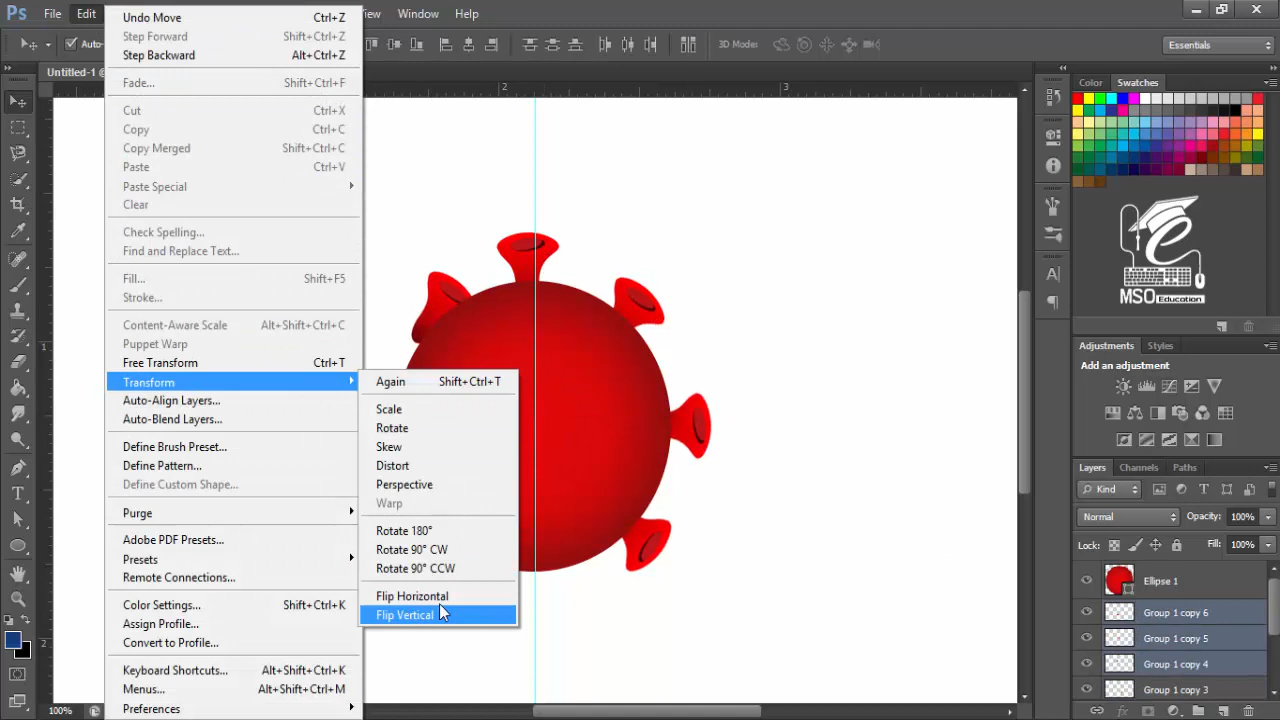 Ps File Edit View Window Help
Auto-
3D Mode:
Essentials
Untitled-1 @
2 3
1
Undo Move Ctrl+Z
Step Forward Shift+Ctrl+Z
Step Backward Alt+Ctrl+Z
Fade... Shift+Ctrl+F
Cut Ctrl+X
Copy Ctrl+C
Copy Merged Shift+Ctrl+C
Paste Ctrl+V
Paste Special
Clear
Check Spelling...
Find and Replace Text...
Fill... Shift+F5
Stroke...
Content-Aware Scale Alt+Shift+Ctrl+C
Puppet Warp
Free Transform Ctrl+T
Transform
Auto-Align Layers...
Auto-Blend Layers...
Define Brush Preset...
Define Pattern...
Define Custom Shape...
Purge
Adobe PDF Presets...
Presets
Remote Connections...
Color Settings... Shift+Ctrl+K
Assign Profile...
Convert to Profile...
Keyboard Shortcuts... Alt+Shift+Ctrl+K
Menus... Alt+Shift+Ctrl+M
Preferences
Again Shift+Ctrl+T
Scale
Rotate
Skew
Distort
Perspective
Warp
Rotate 180°
Rotate 90° CW
Rotate 90° CCW
Flip Horizontal
Flip Vertical
Color Swatches
MSO
Education
Adjustments Styles
Add an adjustment
Layers Channels Paths
Kind
Normal Opacity: 100%
Lock: Fill: 100%
Ellipse 1
Group 1 copy 6
Group 1 copy 5
Group 1 copy 4
Group 1 copy 3
100%